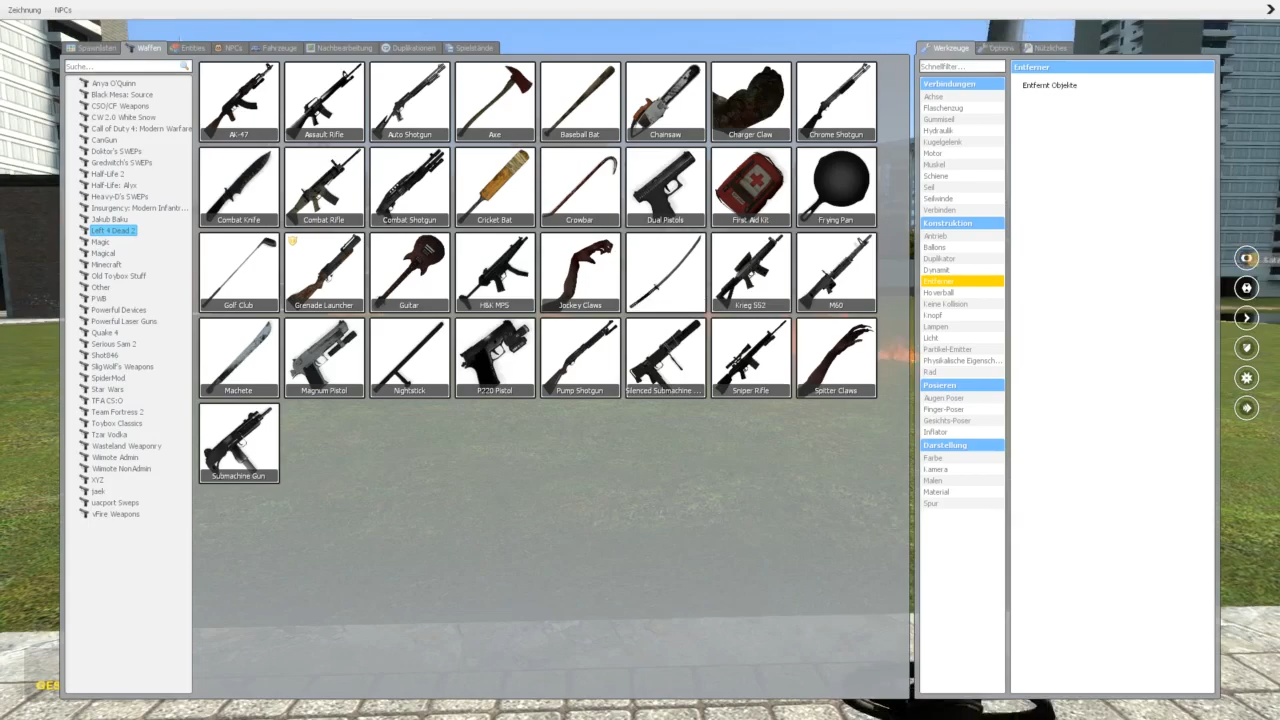 Zeichnung NPCs
Spawnlisten Waffen Entities NPCs Fahrzeuge Nachbearbeitung Duplikationen Spielstände
Suche...
Anya O'Quinn
Black Mesa: Source
CSO/CF Weapons
CW 2.0 White Snow
Call of Duty 4: Modern Warfare
CanGun
Doktor's SWEPs
Gredwitch's SWEPs
Half-Life 2
Half-Life: Alyx
Heavy-D's SWEPs
Insurgency: Modern Infantr...
Jakub Baku
Left 4 Dead 2
Magic
Magical
Minecraft
Old Toybox Stuff
Other
PWB
Powerful Devices
Powerful Laser Guns
Quake 4
Serious Sam 2
Shot846
SligWolf's Weapons
SpiderMod
Star Wars
TFA CS:O
Team Fortress 2
Toybox Classics
Tzar Vodka
Wasteland Weaponry
Wimote Admin
Wimote NonAdmin
XYZ
jaek
uacport Sweps
vFire Weapons
AK-47 Assault Rifle Auto Shotgun Axe Baseball Bat Chainsaw Charger Claw Chrome Shotgun
Combat Knife Combat Rifle Combat Shotgun Cricket Bat Crowbar Dual Pistols First Aid Kit Frying Pan
Golf Club Grenade Launcher Guitar H&K MP5 Jockey Claws Krieg 552 M60
Machete Magnum Pistol Nightstick P220 Pistol Pump Shotgun Silenced Submachine ... Sniper Rifle Spitter Claws
Submachine Gun
Werkzeuge Options Nützliches
Schnellfilter...
Verbindungen
Achse
Flaschenzug
Gummiseil
Hydraulik
Kugelgelenk
Motor
Muskel
Schiene
Seil
Seilwinde
Verbinden
Konstruktion
Antrieb
Ballons
Duplikator
Dynamit
Entferner
Hoverball
Keine Kollision
Knopf
Lampen
Licht
Partikel-Emitter
Physikalische Eigensch...
Rad
Posieren
Augen Poser
Finger-Poser
Gesichts-Poser
Inflator
Darstellung
Farbe
Kamera
Malen
Material
Spur
Entferner
Entfernt Objekte